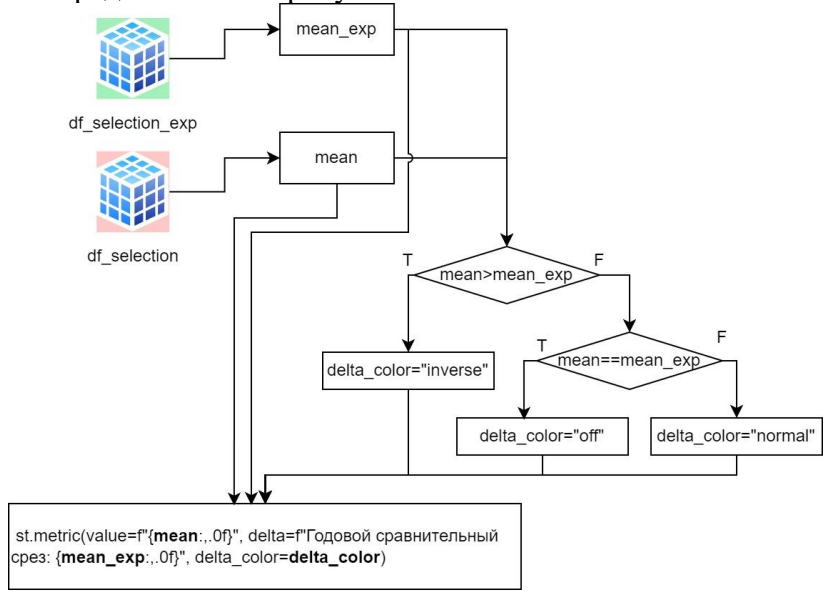 mean_exp
df_selection_exp
mean
df_selection
T
mean>mean_exp
F
T
mean==mean_exp
F
delta_color="inverse"
delta_color="off"
delta_color="normal"
st.metric(value=f"{mean:,.0f}", delta=f"Годовой сравнительный
срез: {mean_exp:,.0f}", delta_color=delta_color)